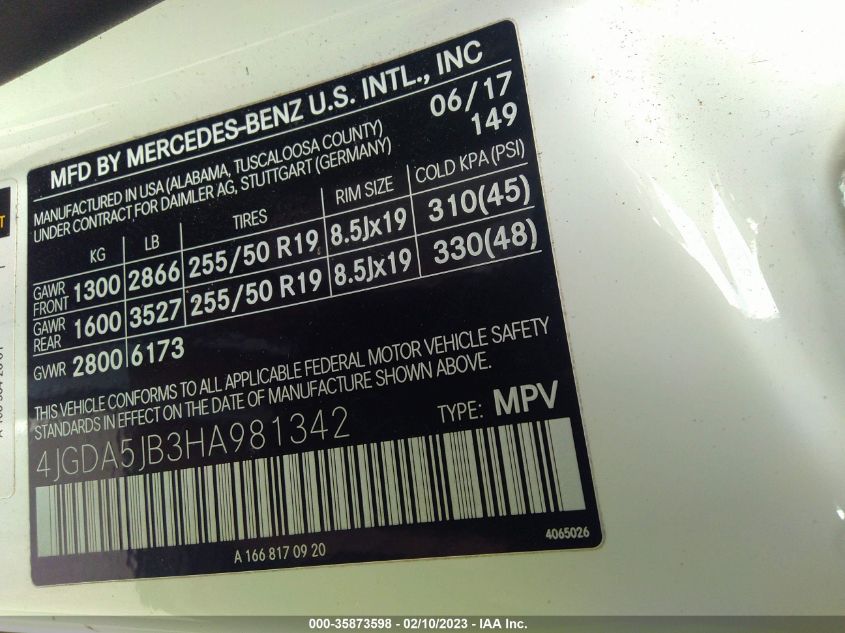 MFD BY MERCEDES-BENZ U.S. INTL., INC
06/17
149
MANUFACTURED IN USA (ALABAMA, TUSCALOOSA COUNTY)
UNDER CONTRACT FOR DAIMLER AG, STUTTGART (GERMANY)
KG LB TIRES RIM SIZE COLD KPA (PSI)
GAWR FRONT 1300 2866 255/50 R19 8.5Jx19 310(45)
GAWR REAR 1600 3527 255/50 R19 8.5Jx19 330(48)
GVWR 2800 6173
THIS VEHICLE CONFORMS TO ALL APPLICABLE FEDERAL MOTOR VEHICLE SAFETY
STANDARDS IN EFFECT ON THE DATE OF MANUFACTURE SHOWN ABOVE.
4JGDA5JB3HA981342 TYPE: MPV
A 166 817 09 20 4065026
000-35873598 - 02/10/2023 - IAA Inc.